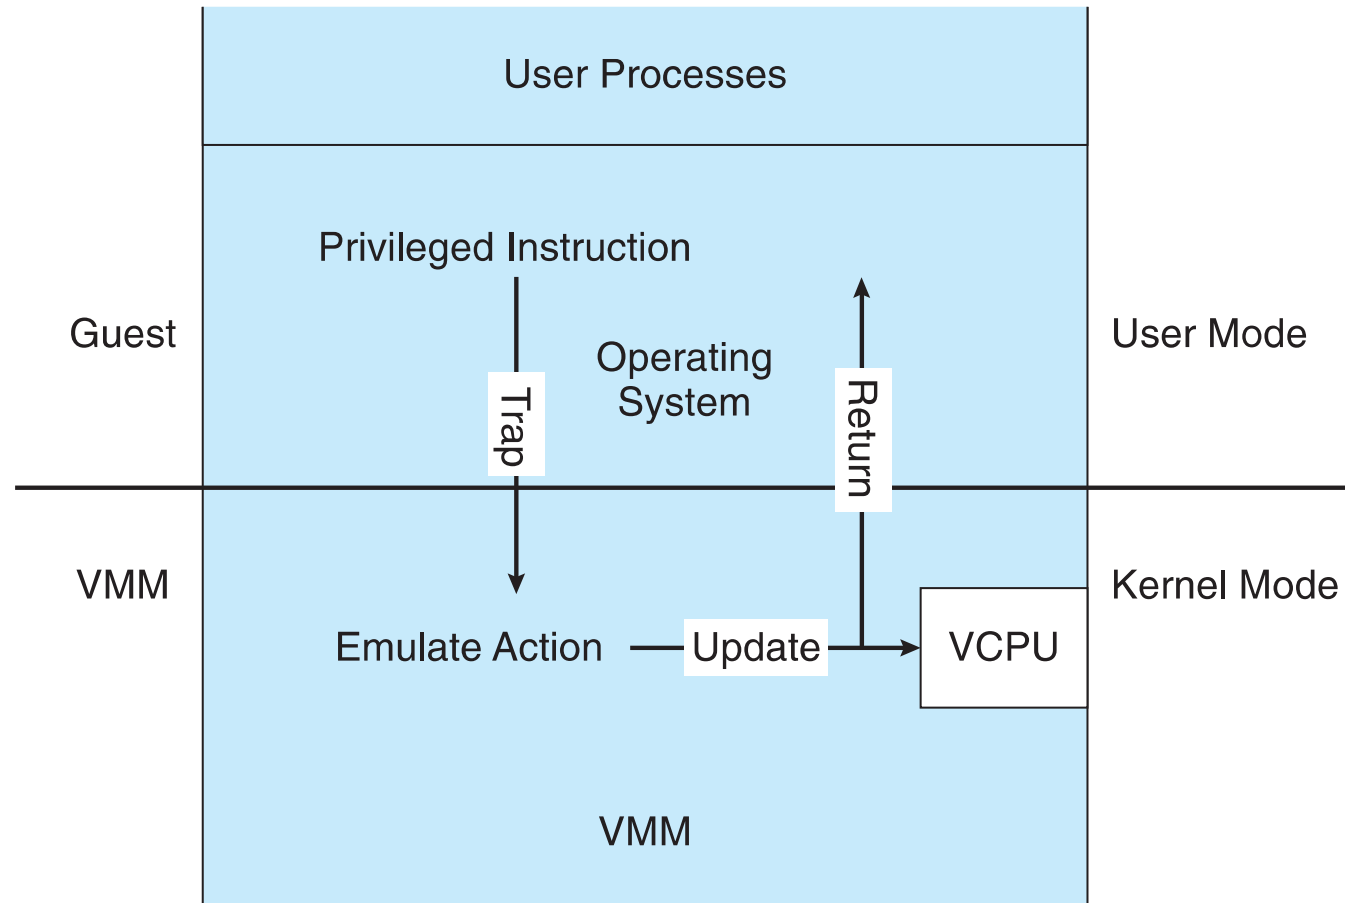 User Processes
Privileged Instruction
Guest
User Mode
Operating
System
Trap
Return
VMM
Kernel Mode
Emulate Action
Update
VCPU
VMM